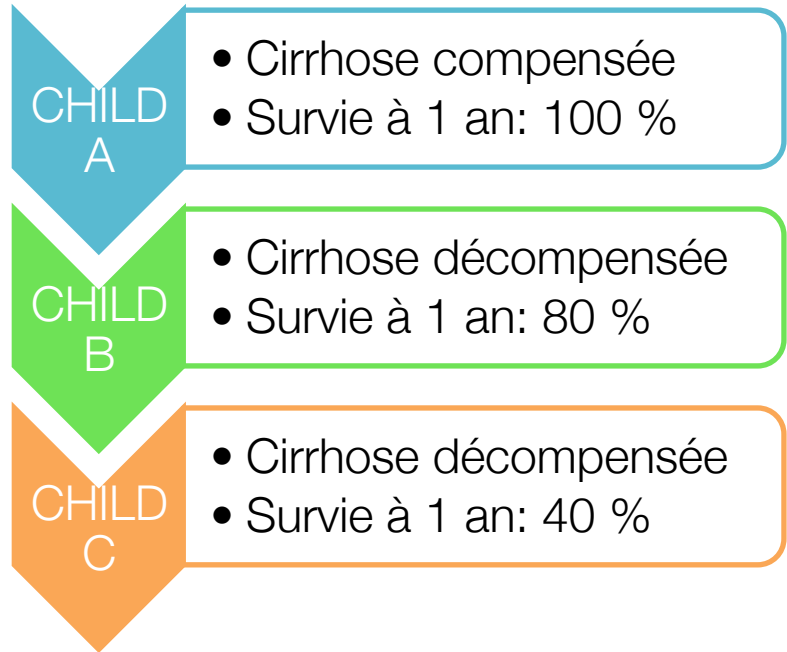 CHILD
A
• Cirrhose compensée
• Survie à 1 an: 100 %
CHILD
B
• Cirrhose décompensée
• Survie à 1 an: 80 %
CHILD
C
• Cirrhose décompensée
• Survie à 1 an: 40 %